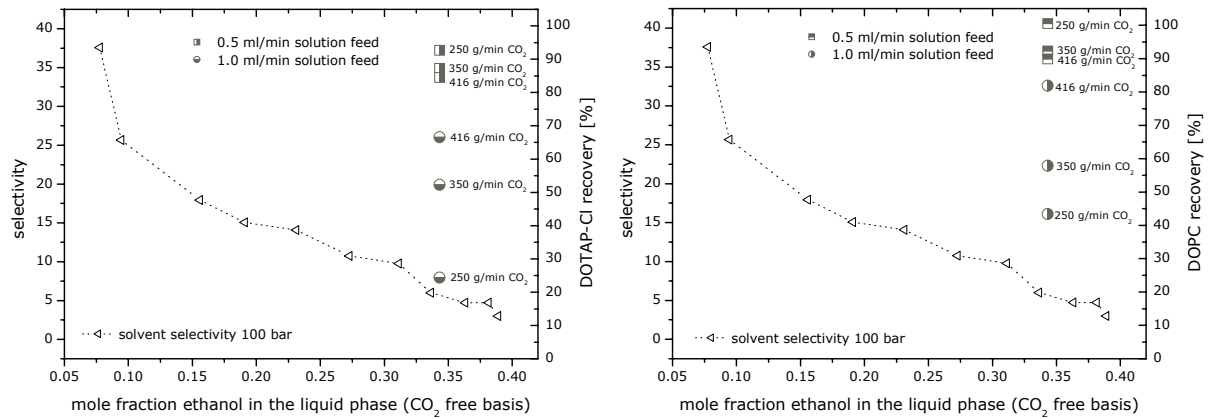 40
35
30
25
20
15
10
5
0
selectivity
0.5 ml/min solution feed
1.0 ml/min solution feed
250 g/min CO₂
350 g/min CO₂
416 g/min CO₂
416 g/min CO₂
350 g/min CO₂
250 g/min CO₂
solvent selectivity 100 bar
100
90
80
70
60
50
40
30
20
10
0
DOTAP-Cl recovery [%]
0.05 0.10 0.15 0.20 0.25 0.30 0.35 0.40
mole fraction ethanol in the liquid phase (CO₂ free basis)
40
35
30
25
20
15
10
5
0
selectivity
0.5 ml/min solution feed
1.0 ml/min solution feed
250 g/min CO₂
350 g/min CO₂
416 g/min CO₂
416 g/min CO₂
350 g/min CO₂
250 g/min CO₂
solvent selectivity 100 bar
100
90
80
70
60
50
40
30
20
10
0
DOPC recovery [%]
0.05 0.10 0.15 0.20 0.25 0.30 0.35 0.40
mole fraction ethanol in the liquid phase (CO₂ free basis)